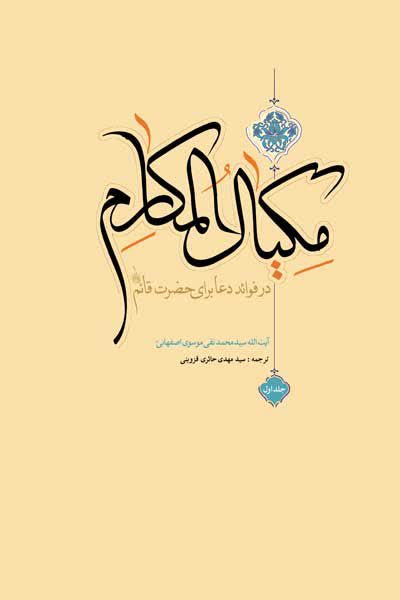 مکیال المکارم
در فوائد دعا برای حضرت قائم
آیت الله سید محمد تقی موسوی اصفهانی
ترجمه : سید مهدی حائری قزوینی
جلد اول